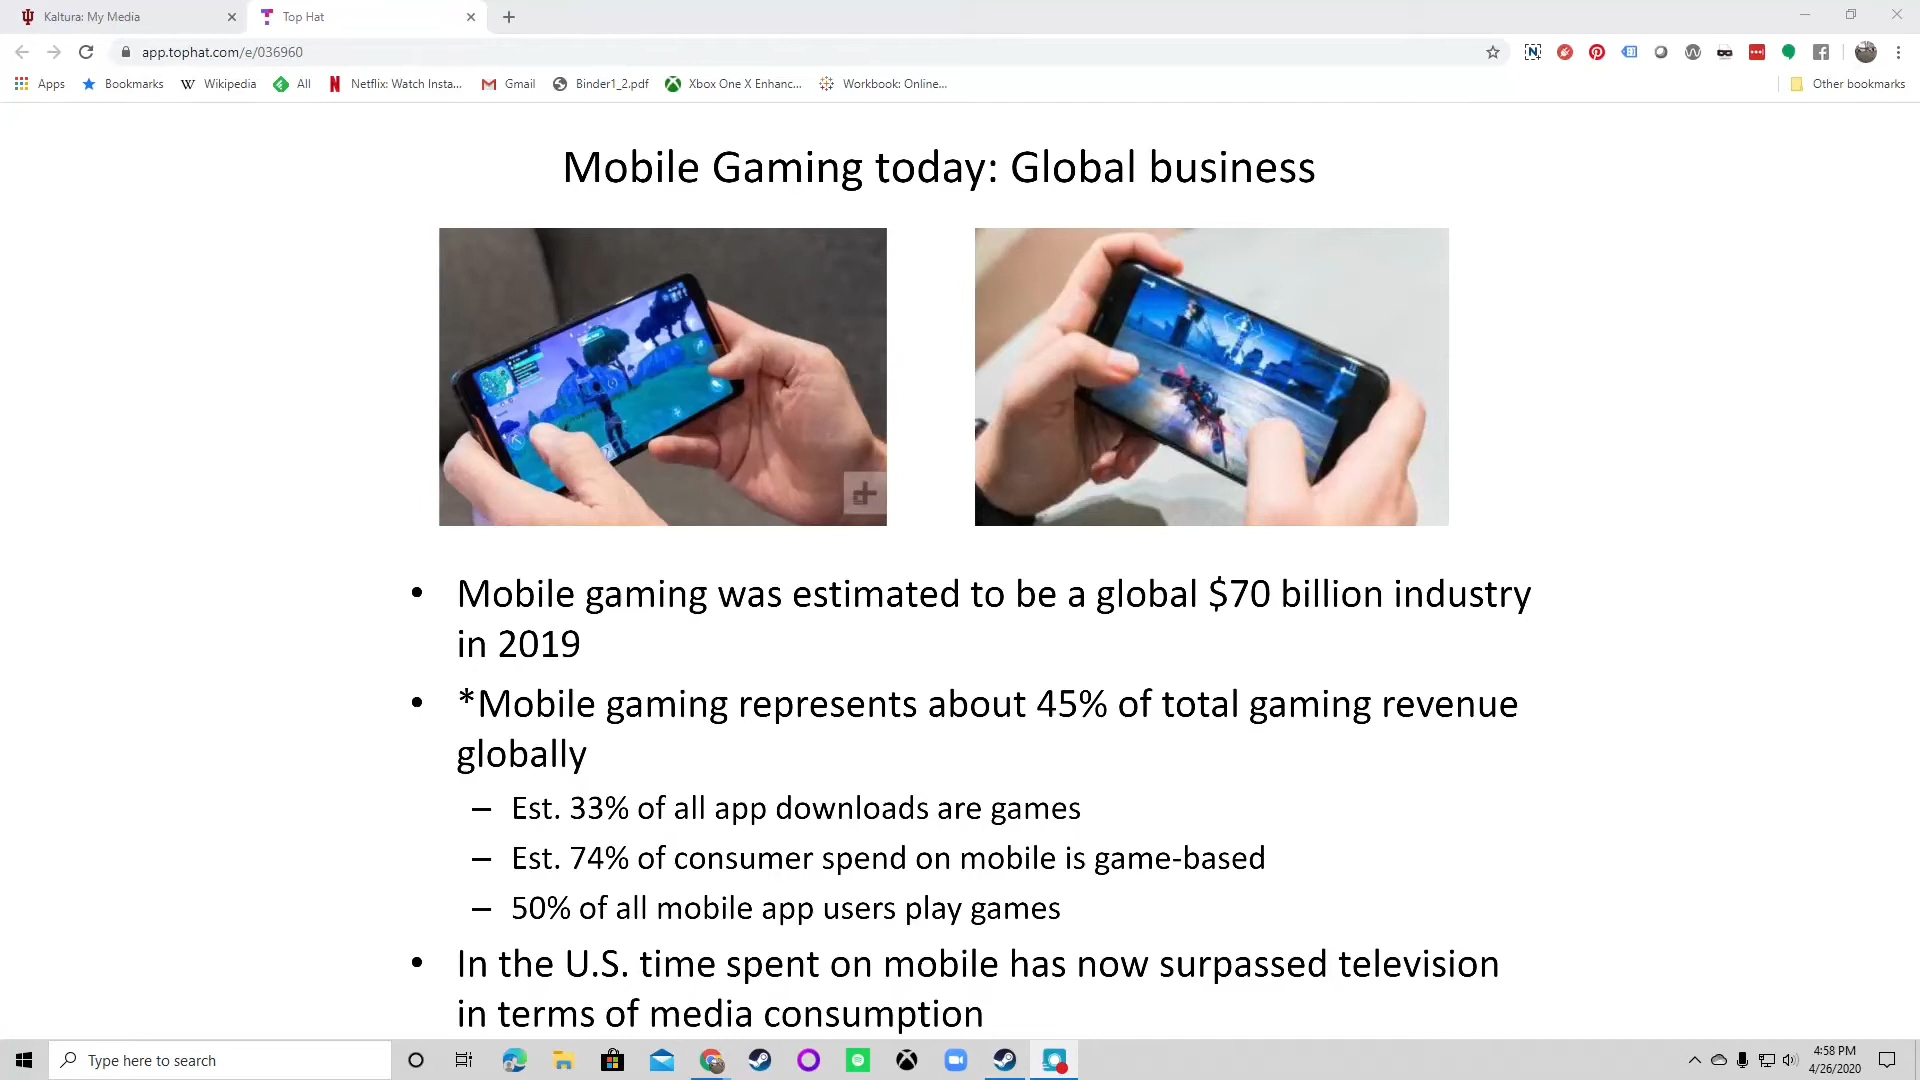 Kaltura: My Media
Top Hat
app.tophat.com/e/036960
Apps
Bookmarks
Wikipedia
All
Netflix: Watch Insta...
Gmail
Binder1_2.pdf
Xbox One X Enhanc...
Workbook: Online...
Other bookmarks
Mobile Gaming today: Global business
• Mobile gaming was estimated to be a global $70 billion industry
in 2019
• *Mobile gaming represents about 45% of total gaming revenue
globally
– Est. 33% of all app downloads are games
– Est. 74% of consumer spend on mobile is game-based
– 50% of all mobile app users play games
• In the U.S. time spent on mobile has now surpassed television
in terms of media consumption
Type here to search
4:58 PM
4/26/2020